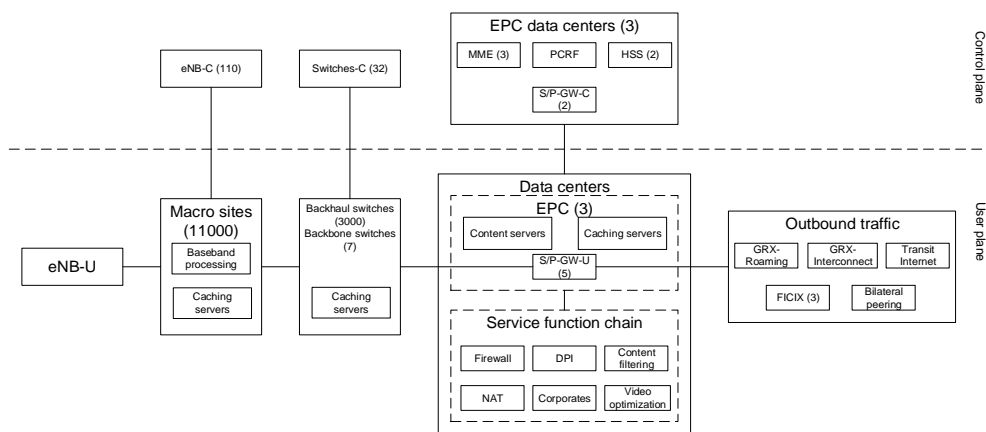 EPC data centers (3)
MME (3)
PCRF
HSS (2)
S/P-GW-C
(2)
eNB-C (110)
Switches-C (32)
Control plane
User plane
Data centers
EPC (3)
Content servers
Caching servers
S/P-GW-U
(5)
Macro sites
(11000)
Baseband
processing
Caching
servers
Backhaul switches
(3000)
Backbone switches
(7)
Caching
servers
eNB-U
Outbound traffic
GRX-
Roaming
GRX-
Interconnect
Transit
Internet
FICIX (3)
Bilateral
peering
Service function chain
Firewall
DPI
Content
filtering
NAT
Corporates
Video
optimization